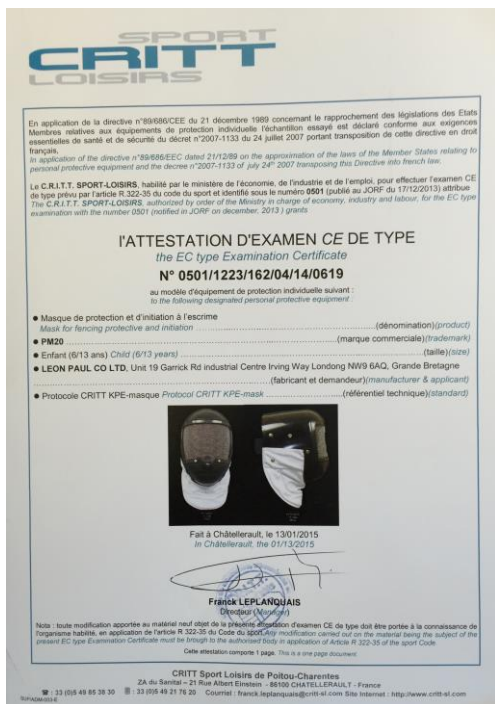 SPORT
CRITT
LOISIRS
En application de la directive n°89/686/CEE du 21 décembre 1989 concernant le rapprochement des législations des Etats
Membres relatives aux équipements de protection individuelle l'échantillon essayé est déclaré conforme aux exigences
essentielles de santé et de sécurité du décret n°2007-1133 du 24 juillet 2007 portant transposition de cette directive en droit
français,
In application of the directive n°89/686/EEC dated 21/12/89 on the approximation of the laws of the Member States relating to
personal protective equipment and the decree n°2007-1133 of july 24th 2007 transposing this Directive into french law.
Le C.R.I.T.T. SPORT-LOISIRS, habilité par le ministère de l'économie, de l'industrie et de l'emploi, pour effectuer l'examen CE
de type prévu par l'article R.322-35 du code du sport et identifié sous le numéro 0501 (publié au JORF du 17/12/2013) attribue
The C.R.I.T.T. SPORT-LOISIRS, authorized by order of the Ministry in charge of economy, industry and labour, for the EC type
examination with the number 0501 (notified in JORF on december, 2013 ) grants
l'ATTESTATION D'EXAMEN CE DE TYPE
the EC type Examination Certificate
N° 0501/1223/162/04/14/0619
au modèle d'équipement de protection individuelle suivant :
to the following designated personal protective equipment :
● Masque de protection et d'initiation à l'escrime
Mask for fencing protective and initiation ...(dénomination)(product)
● PM20 ...(marque commerciale)(trademark)
● Enfant (6/13 ans) Child (6/13 years) ...(taille)(size)
● LEON PAUL CO LTD, Unit 19 Garrick Rd industrial Centre Irving Way Londong NW9 6AQ, Grande Bretagne
...(fabricant et demandeur)(manufacturer & applicant)
● Protocole CRITT KPE-masque Protocol CRITT KPE-mask ...(référentiel technique)(standard)
Fait à Châtellerault, le 13/01/2015
In Châtellerault, the 01/13/2015
Franck LEPLANQUAIS
Directeur (Manager)
Nota : toute modification apportée au matériel neuf objet de la présente attestation d'examen CE de type doit être portée à la connaissance de
l'organisme habilité, en application de l'article R 322-35 du Code du sport. Any modification carried out on the material being the subject of the
present EC type Examination Certificate must be brough to the authorised body in application of Article R 322-35 of the sport Code
Cette attestation comporte 1 page. This is a one page document
CRITT Sport Loisirs de Poitou-Charentes
ZA du Sanital – 21 Rue Albert Einstein - 86100 CHATELLERAULT - France
☎ : 33 (0)5 49 85 38 30 : 33 (0)5 49 21 76 20 Courriel : franck.leplanquais@critt-sl.com Site Internet : http://www.critt-sl.com